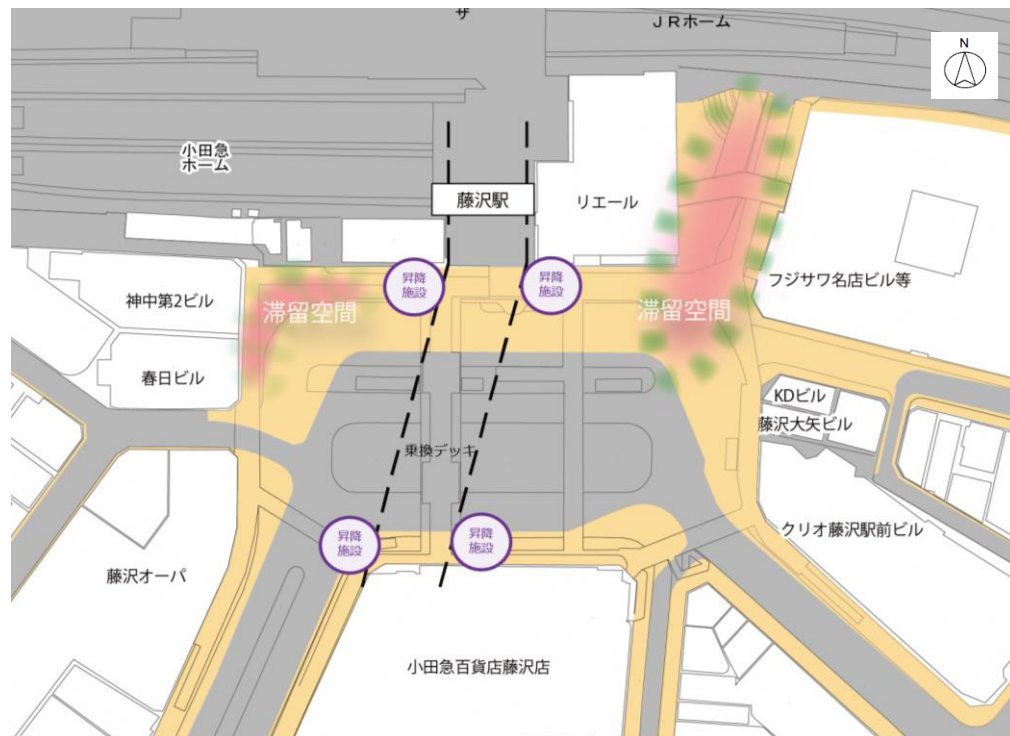 ザ
JRホーム
N
小田急
ホーム
藤沢駅
リエール
昇降
施設
昇降
施設
フジサワ名店ビル等
神中第2ビル
滞留空間
滞留空間
春日ビル
KDビル
藤沢大矢ビル
乗換デッキ
クリオ藤沢駅前ビル
昇降
施設
昇降
施設
藤沢オーパ
小田急百貨店藤沢店